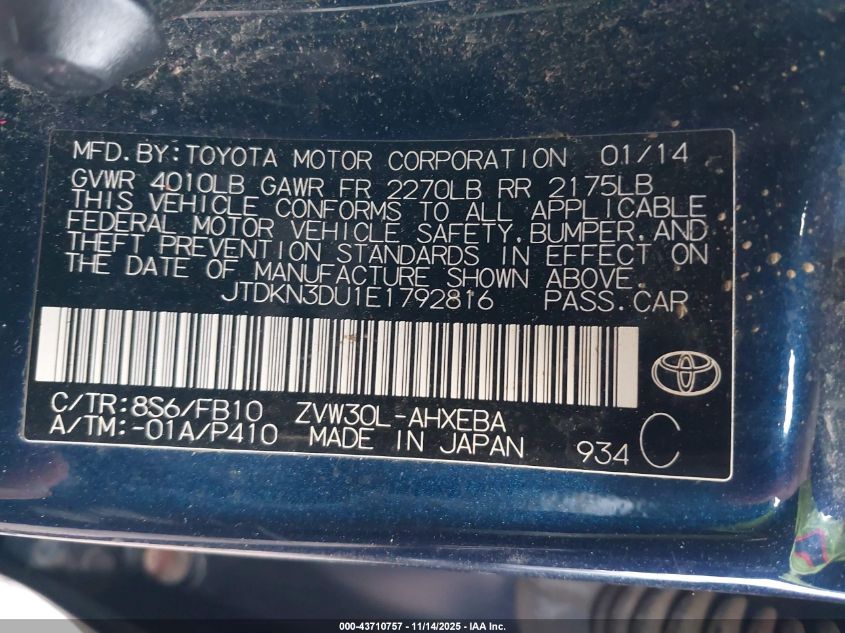 MFD.BY:TOYOTA MOTOR CORPORATION 01/14
GVWR 4010LB GAWR FR 2270LB RR 2175LB
THIS VEHICLE CONFORMS TO ALL APPLICABLE
FEDERAL MOTOR VEHICLE SAFETY,BUMPER,AND
THEFT PREVENTION STANDARDS IN EFFECT ON
THE DATE OF MANUFACTURE SHOWN ABOVE.
JTDKN3DU1E1792816 PASS.CAR
C/TR:8S6/FB10 ZVW30L-AHXEBA
A/TM:-01A/P410 MADE IN JAPAN 934 C
000-43710757 - 11/14/2025 - IAA Inc.